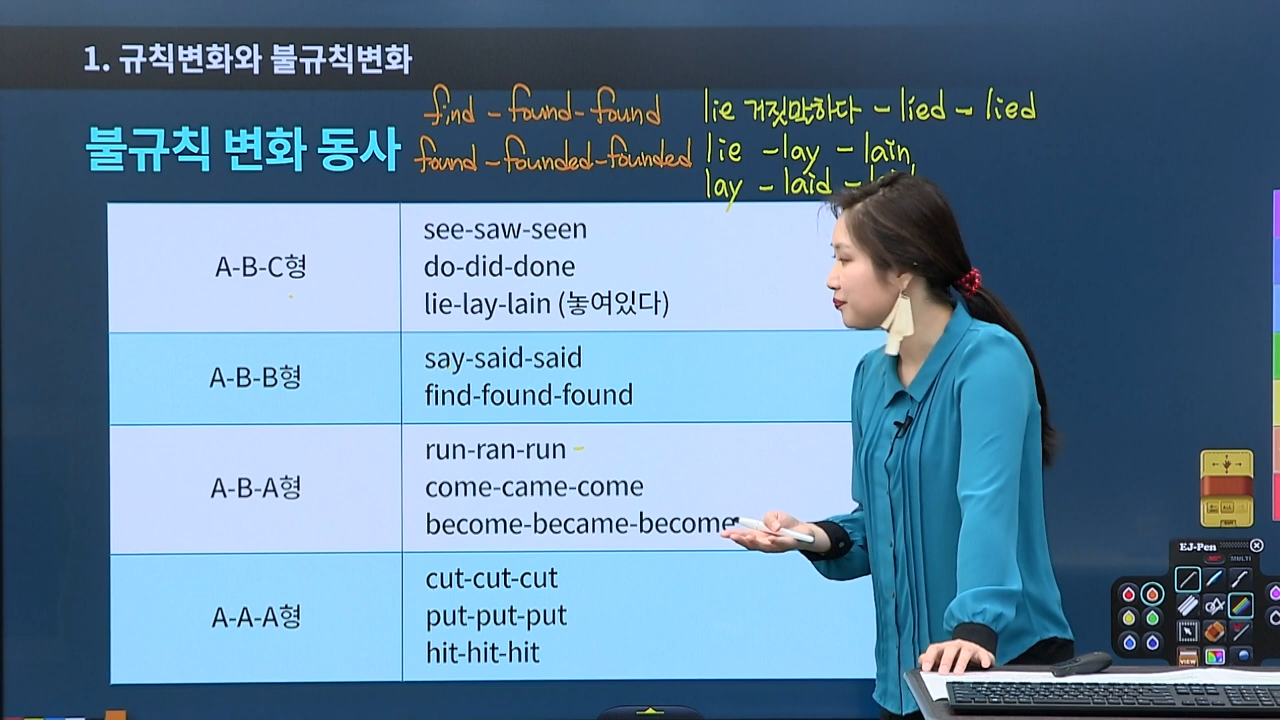 1. 규칙변화와 불규칙변화
find - found - found
lie 거짓말하다 - lied - lied
불규칙 변화 동사
found - founded - founded
lie - lay - lain
lay - laid -
A-B-C형
see-saw-seen
do-did-done
lie-lay-lain (놓여있다)
A-B-B형
say-said-said
find-found-found
A-B-A형
run-ran-run -
come-came-come
become-became-become
A-A-A형
cut-cut-cut
put-put-put
hit-hit-hit
EJ-Pen
MULTI
VIEW